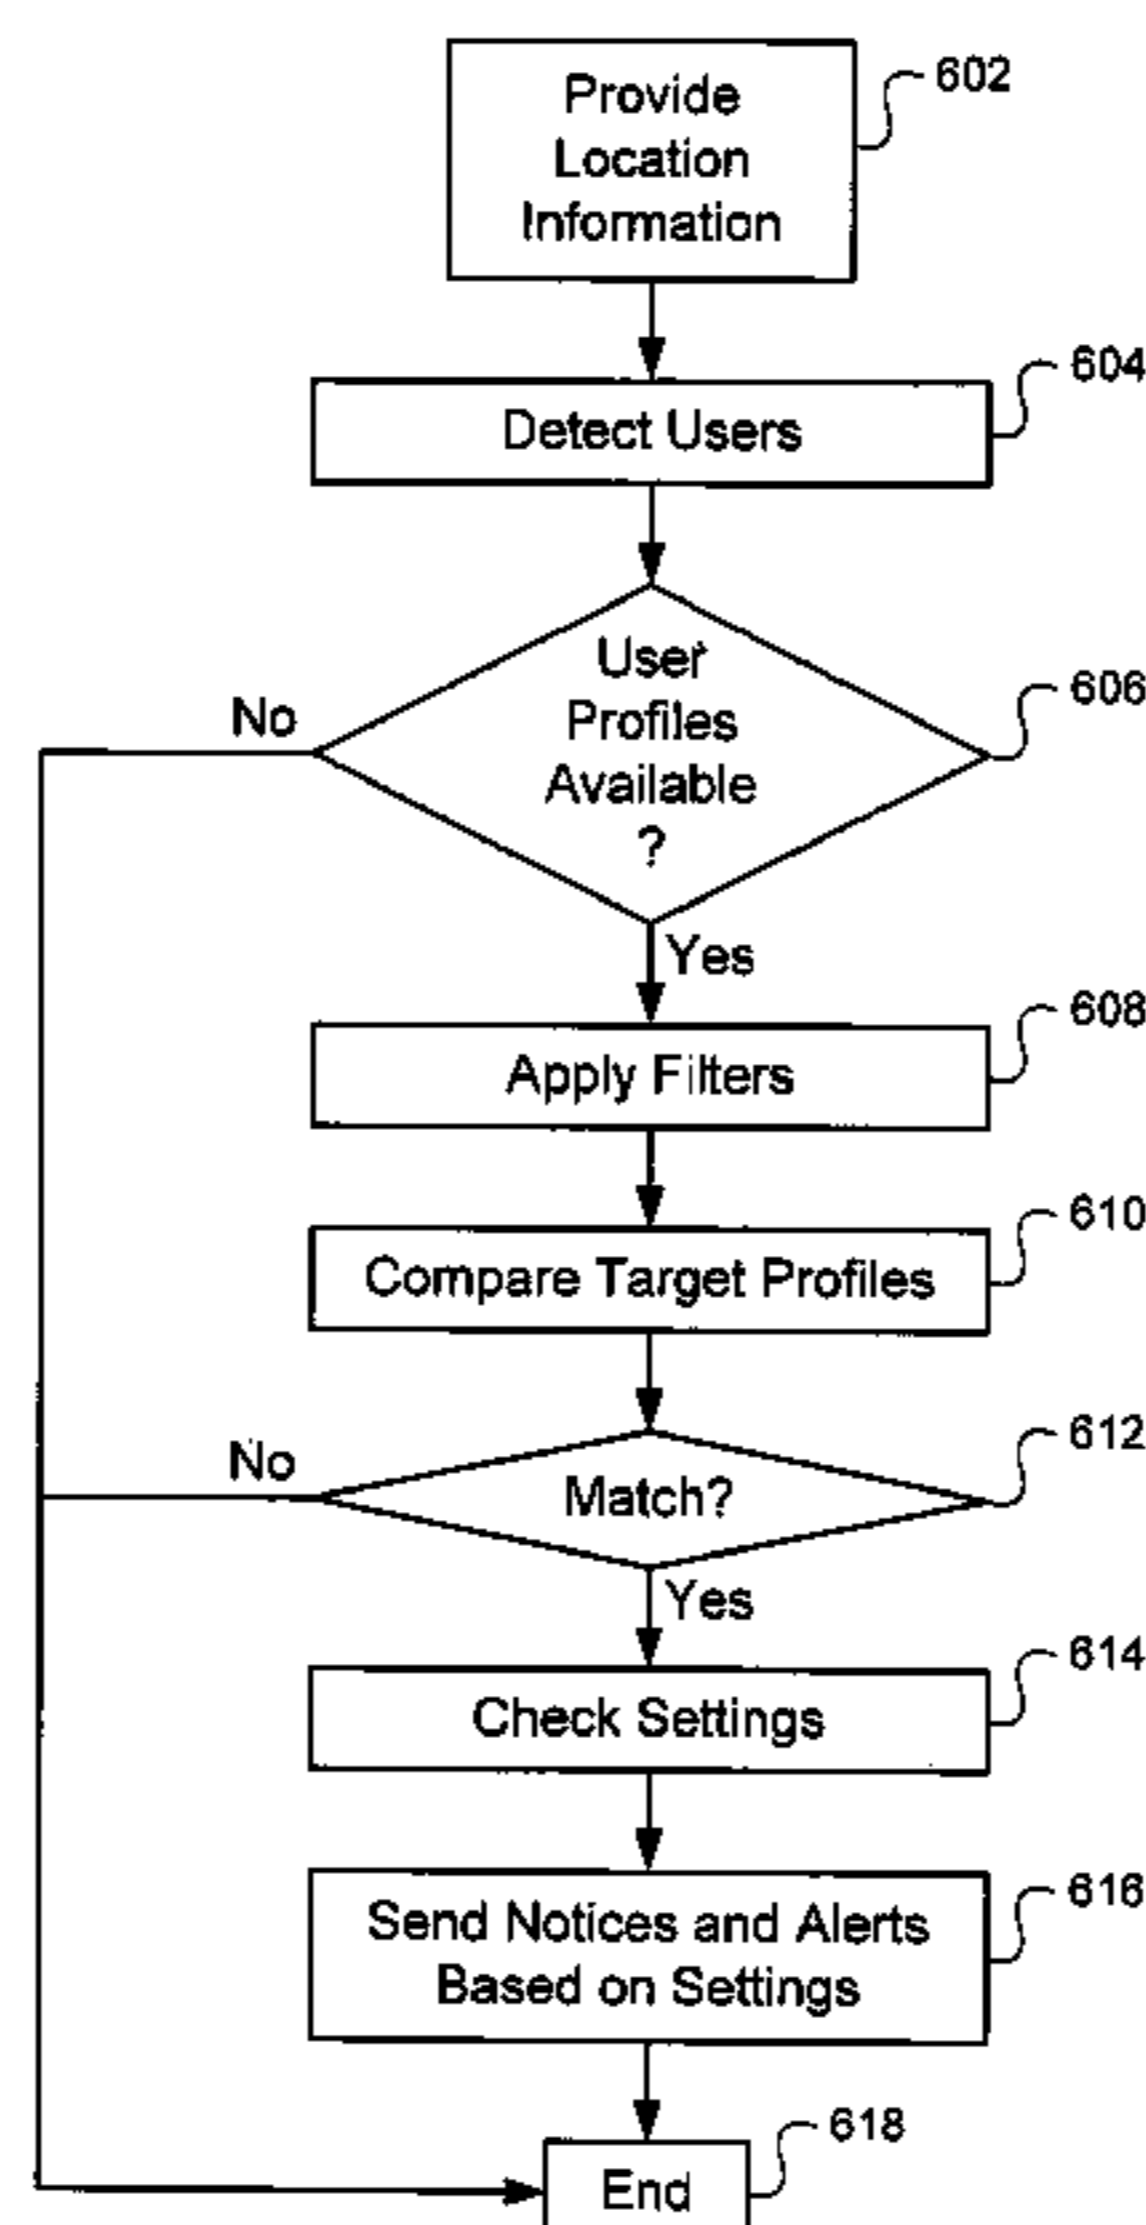 Provide
Location
Information
602
Detect Users
604
User
Profiles
Available
?
606
No
Yes
Apply Filters
608
Compare Target Profiles
610
Match?
612
No
Yes
Check Settings
614
Send Notices and Alerts
Based on Settings
616
End
618